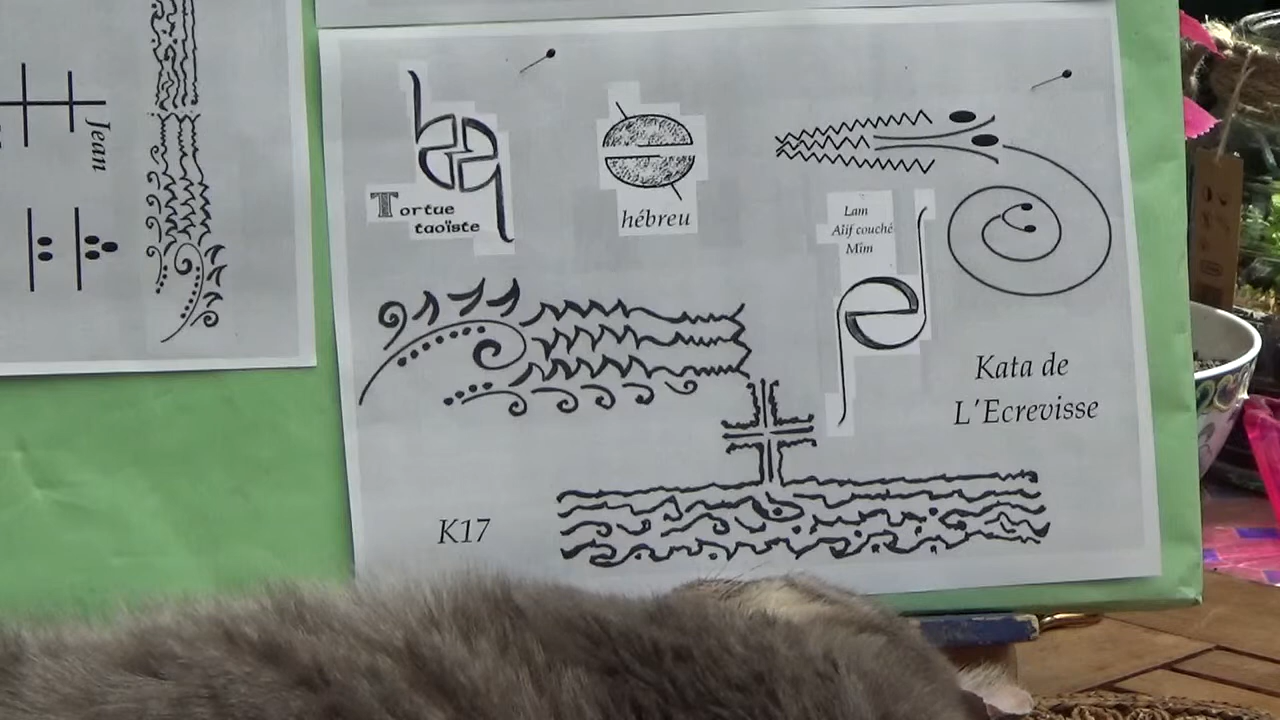 Jean
Tortue
taoïste
hébreu
Lam
Alif couché
Mim
Kata de
L'Ecrevisse
K17